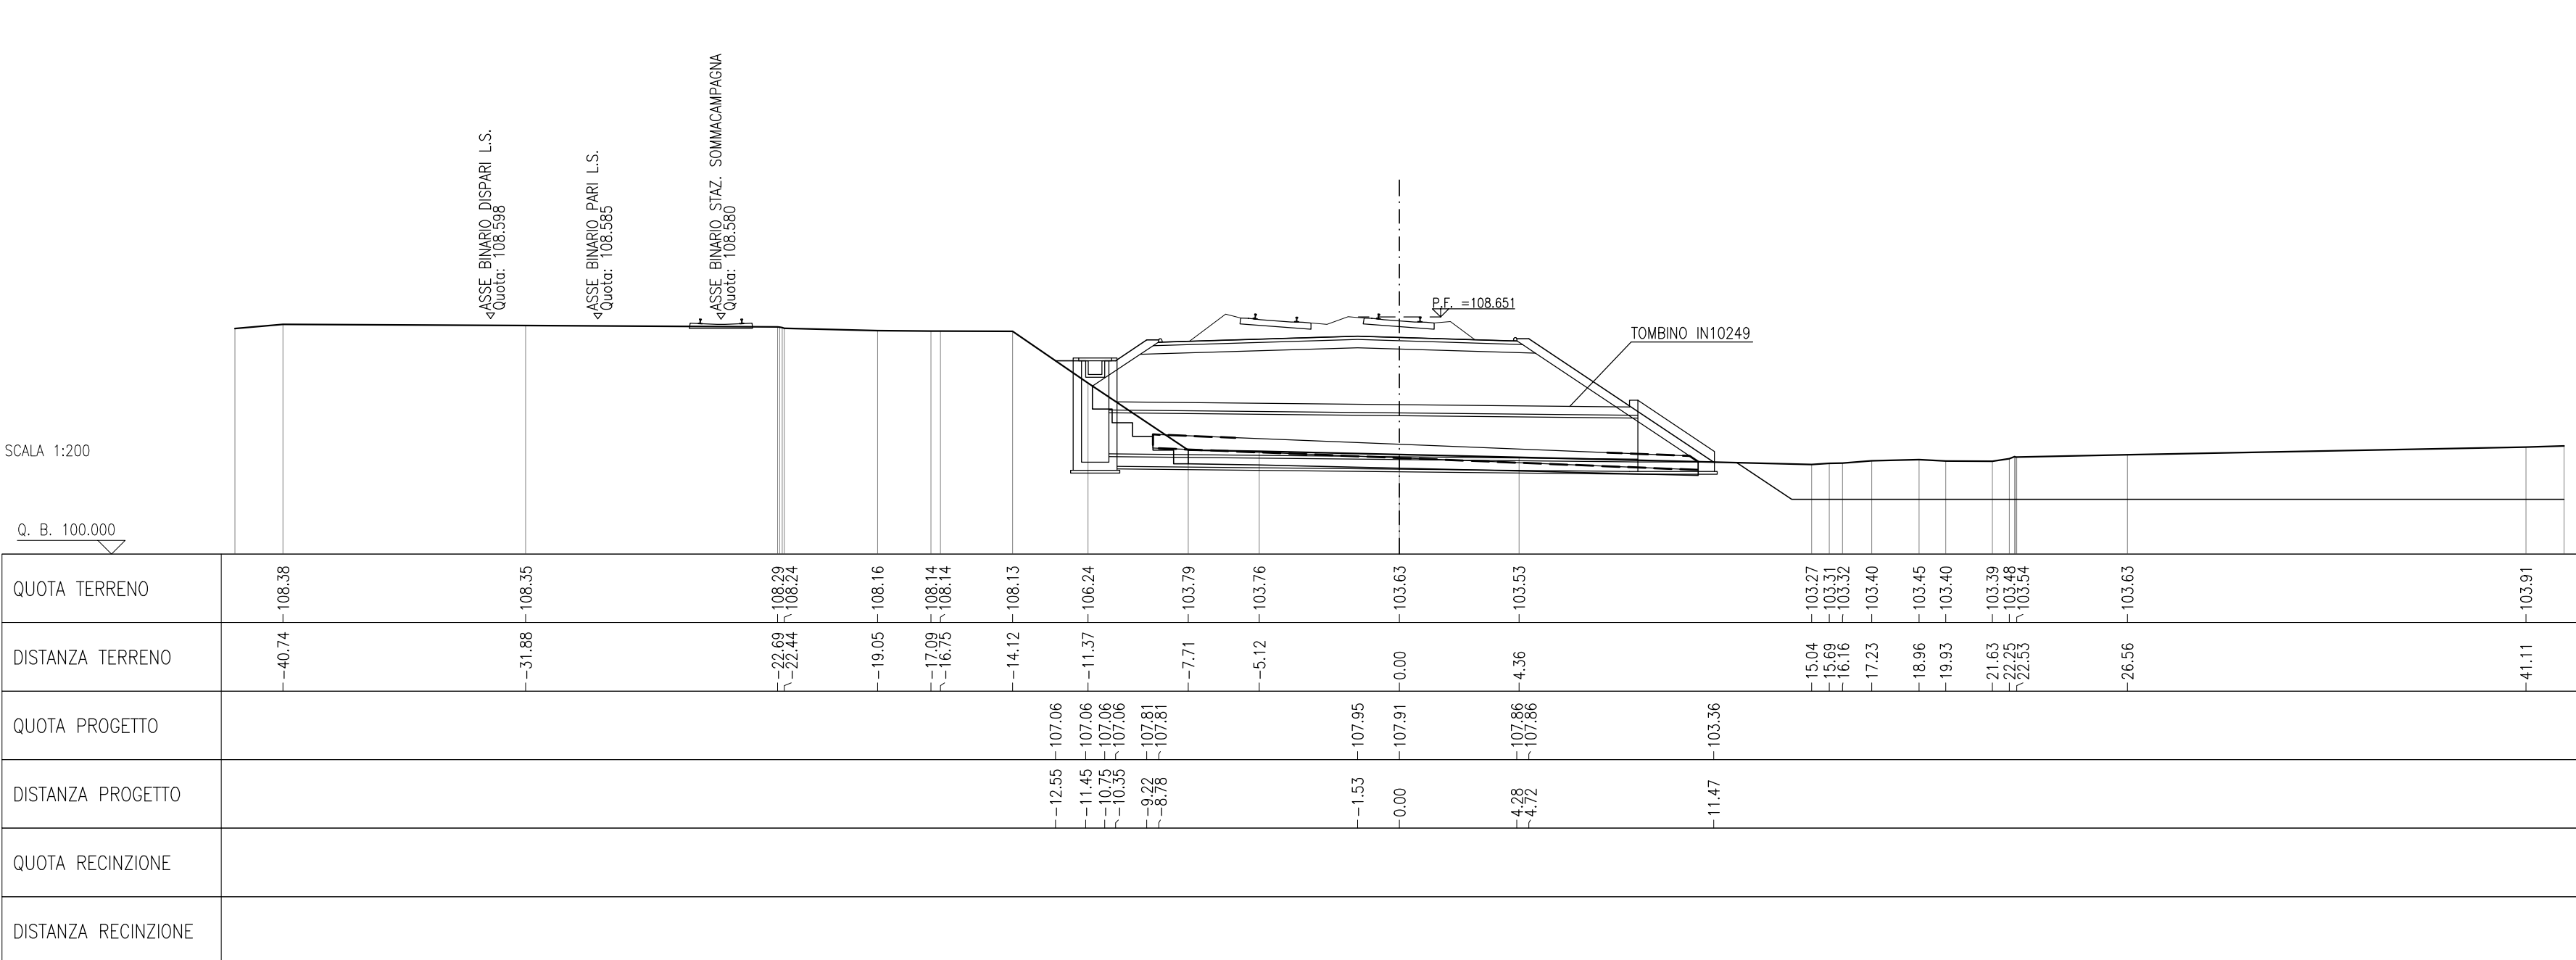 ASSE BINARIO DISPARI L.S.
Quota: 108.598
ASSE BINARIO PARI L.S.
Quota: 108.585
ASSE BINARIO STAZ. SOMMACAMPAGNA
Quota: 108.580
P.F. =108.651
TOMBINO IN10249
SCALA 1:200
Q. B. 100.000
QUOTA TERRENO 108.38 108.35 108.29 108.24 108.16 108.14 108.14 108.13 106.24 103.79 103.76 103.63 103.53 103.27 103.31 103.32 103.40 103.45 103.40 103.39 103.48 103.54 103.63 103.91
DISTANZA TERRENO -40.74 -31.88 -22.69 -22.44 -19.05 -17.09 -16.75 -14.12 -11.37 -7.71 -5.12 0.00 4.36 15.04 15.69 16.16 17.23 18.96 19.93 21.63 22.25 22.53 26.56 41.11
QUOTA PROGETTO 107.06 107.06 107.06 107.06 107.81 107.81 107.95 107.91 107.86 107.86 103.36
DISTANZA PROGETTO -12.55 -11.45 -10.75 -10.35 -9.22 -8.78 -1.53 0.00 4.28 4.72 11.47
QUOTA RECINZIONE
DISTANZA RECINZIONE